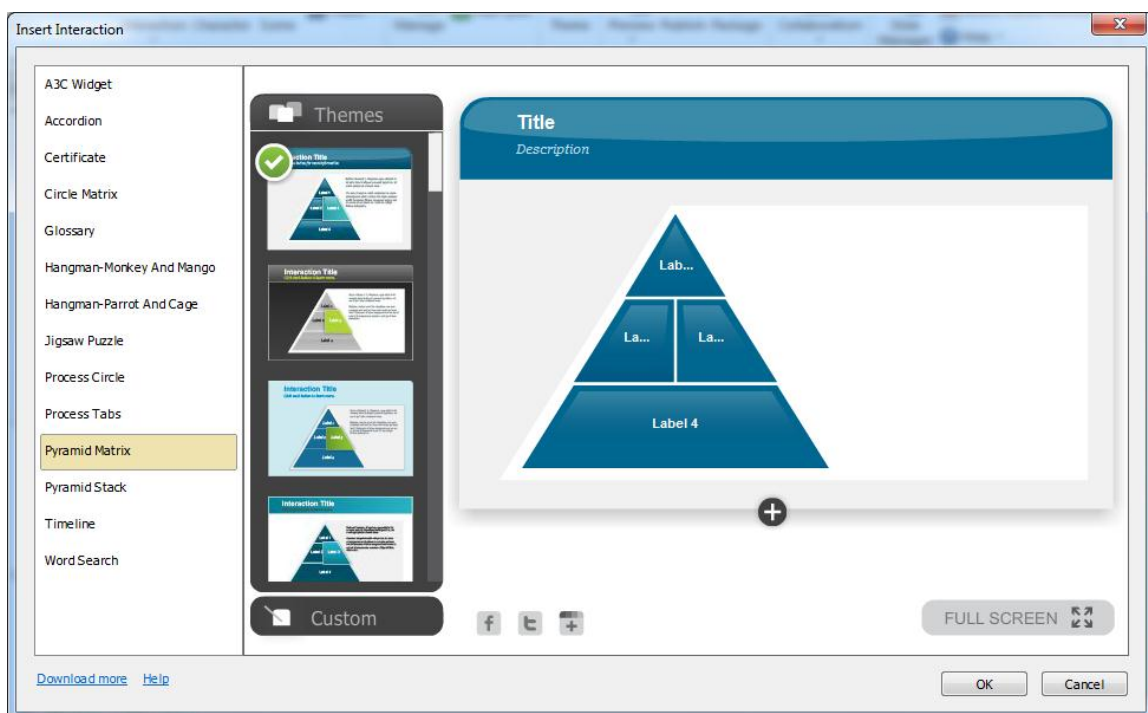 Insert Interaction
A3C Widget
Accordion
Certificate
Circle Matrix
Glossary
Hangman-Monkey And Mango
Hangman-Parrot And Cage
Jigsaw Puzzle
Process Circle
Process Tabs
Pyramid Matrix
Pyramid Stack
Timeline
Word Search
Themes
Interaction Title
Interaction Title
Interaction Title
Custom
Title
Description
Lab...
La... La...
Label 4
FULL SCREEN
Download more Help
OK Cancel